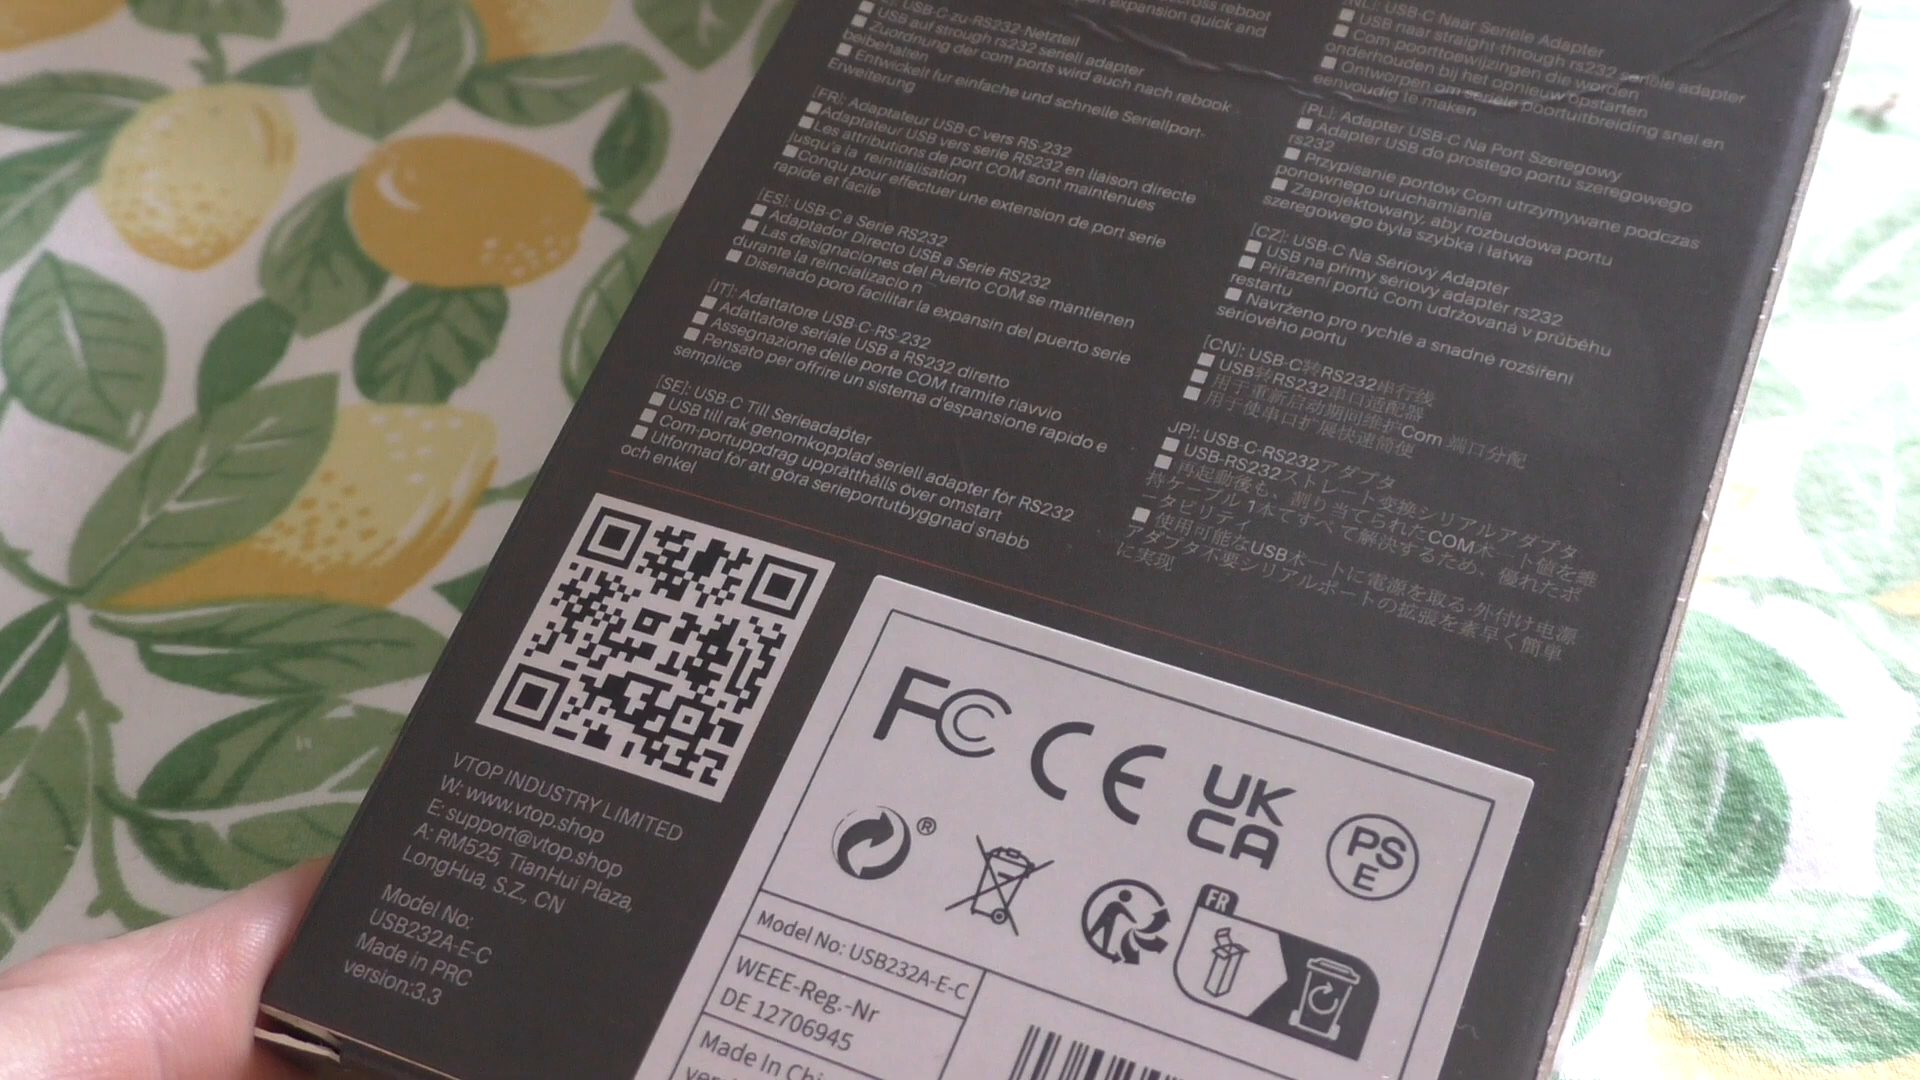 across reboot
expansion quick and
USB-C-zu-RS232 Netzteil
USB auf strough rs232 seriell adapter
Zuordnung der com ports wird auch nach rebook
beibehalten
Entwickelt fur einfache und schnelle Seriellport-
Erweiterung
[FR]: Adaptateur USB-C vers RS-232
Adaptateur USB vers serie RS232 en liaison directe
Les attributions de port COM sont maintenues
jusqu'a la reinitialisation
Conqu pour effectuer une extension de port serie
rapide et facile
[ES]: USB-C a Serie RS232
Adaptador Directo USB a Serie RS232
Las designaciones del Puerto COM se mantienen
durante la reincializacio n
Disenado poro facilitar la expansin del puerto serie
[IT]: Adattatore USB-C-RS-232
Adattatore seriale USB a RS232 diretto
Assegnazione delle porte COM tramite riavvio
Pensato per offrire un sistema d'espansione rapido e
semplice
[SE]: USB-C Till Serieadapter
USB till rak genomkopplad seriell adapter för RS232
Com-portuppdrag upprätthålls över omstart
Utformad för att göra serieportutbyggnad snabb
och enkel
[NL]: USB-C Naar Seriële Adapter
USB naar straight-through rs232 seriële adapter
Com poorttoewijzingen die worden
onderhouden bij het opnieuw opstarten
Ontworpen om seriële poortuitbreiding snel en
eenvoudig te maken
[PL]: Adapter USB-C Na Port Szeregowy
Adapter USB do prostego portu szeregowego
rs232
Przypisanie portów Com utrzymywane podczas
ponownego uruchamiania
Zaprojektowany, aby rozbudowa portu
szeregowego była szybka i łatwa
[CZ]: USB-C Na Sériový Adapter
USB na přímý sériový adaptér rs232
Přiřazení portů Com udržovaná v průběhu
restartu
Navrženo pro rychlé a snadné rozšíření
sériového portu
[CN]: USB-C转RS232串行线
USB转RS232串口适配器
用于重新启动期间维护Com 端口分配
用于使串口扩展快速简便
JP]: USB-C-RS232アダプタ
USB-RS232ストレート変換シリアルアダプタ
再起動後も、割り当てられたCOM木ート値を維
持ケーブル 1本てすべて解決するため、優れたポ
ータビリティ
使用可能なUSB木ートに電源を取る-外付け电源
アダプタ不要シリアルポートの拡張を素早く簡単
に実现
VTOP INDUSTRY LIMITED
W: www.vtop.shop
E: support@vtop.shop
A: RM525, TianHui Plaza,
LongHua, S.Z, CN
Model No:
USB232A-E-C
Made in PRC
version:3.3
FC CE UK
CA
PS
E
®
FR
Model No: USB232A-E-C
WEEE-Reg.-Nr
DE 12706945
Made In